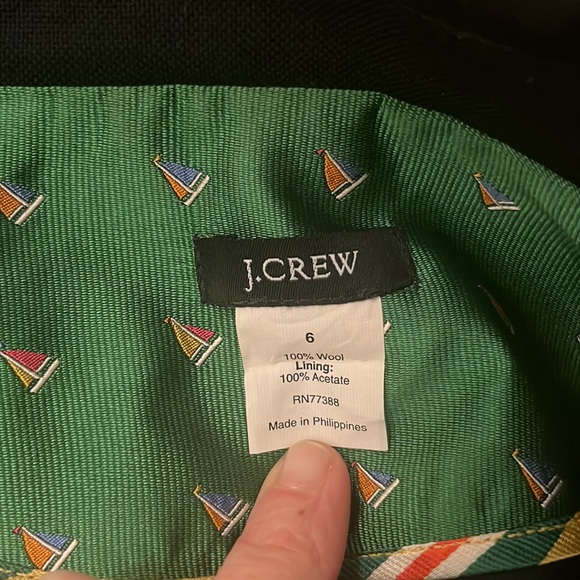 J.CREW
6
100% Wool
Lining:
100% Acetate
RN77388
Made in Philippines